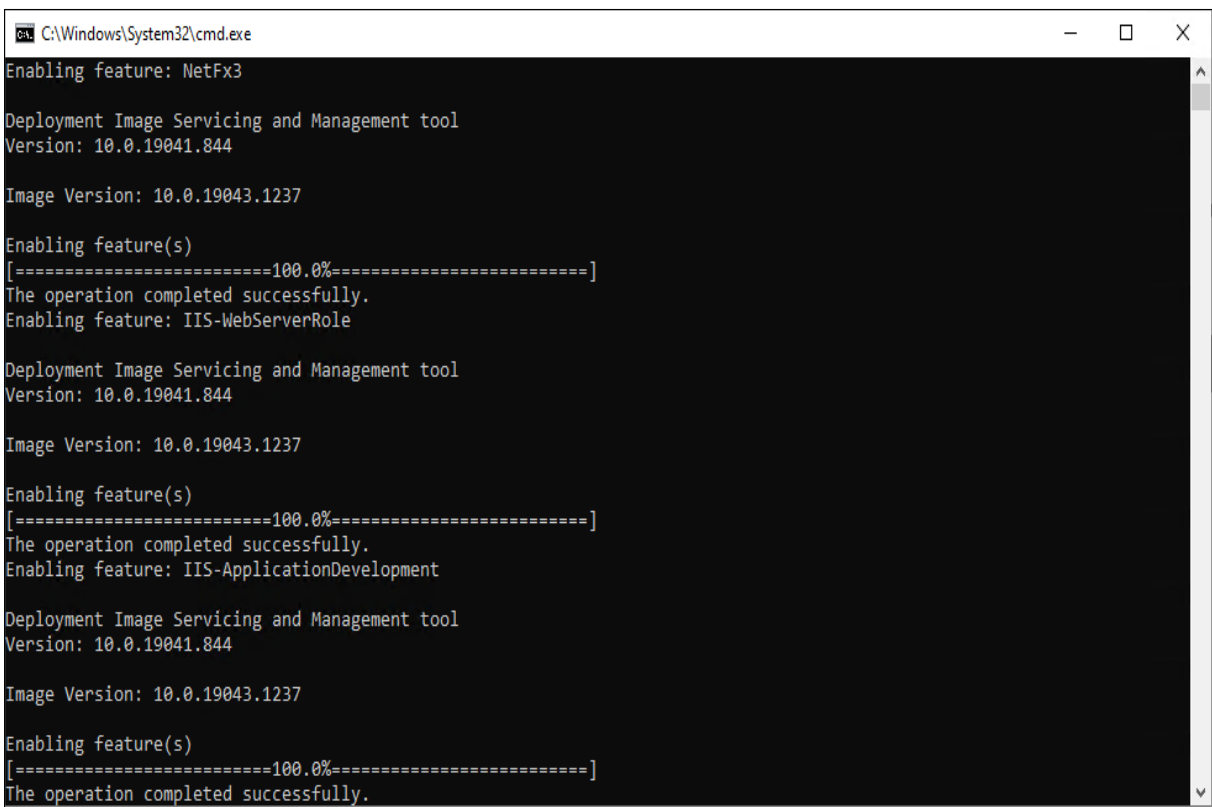 C:\Windows\System32\cmd.exe
Enabling feature: NetFx3
Deployment Image Servicing and Management tool
Version: 10.0.19041.844
Image Version: 10.0.19043.1237
Enabling feature(s)
[==========================100.0%==========================]
The operation completed successfully.
Enabling feature: IIS-WebServerRole
Deployment Image Servicing and Management tool
Version: 10.0.19041.844
Image Version: 10.0.19043.1237
Enabling feature(s)
[==========================100.0%==========================]
The operation completed successfully.
Enabling feature: IIS-ApplicationDevelopment
Deployment Image Servicing and Management tool
Version: 10.0.19041.844
Image Version: 10.0.19043.1237
Enabling feature(s)
[==========================100.0%==========================]
The operation completed successfully.